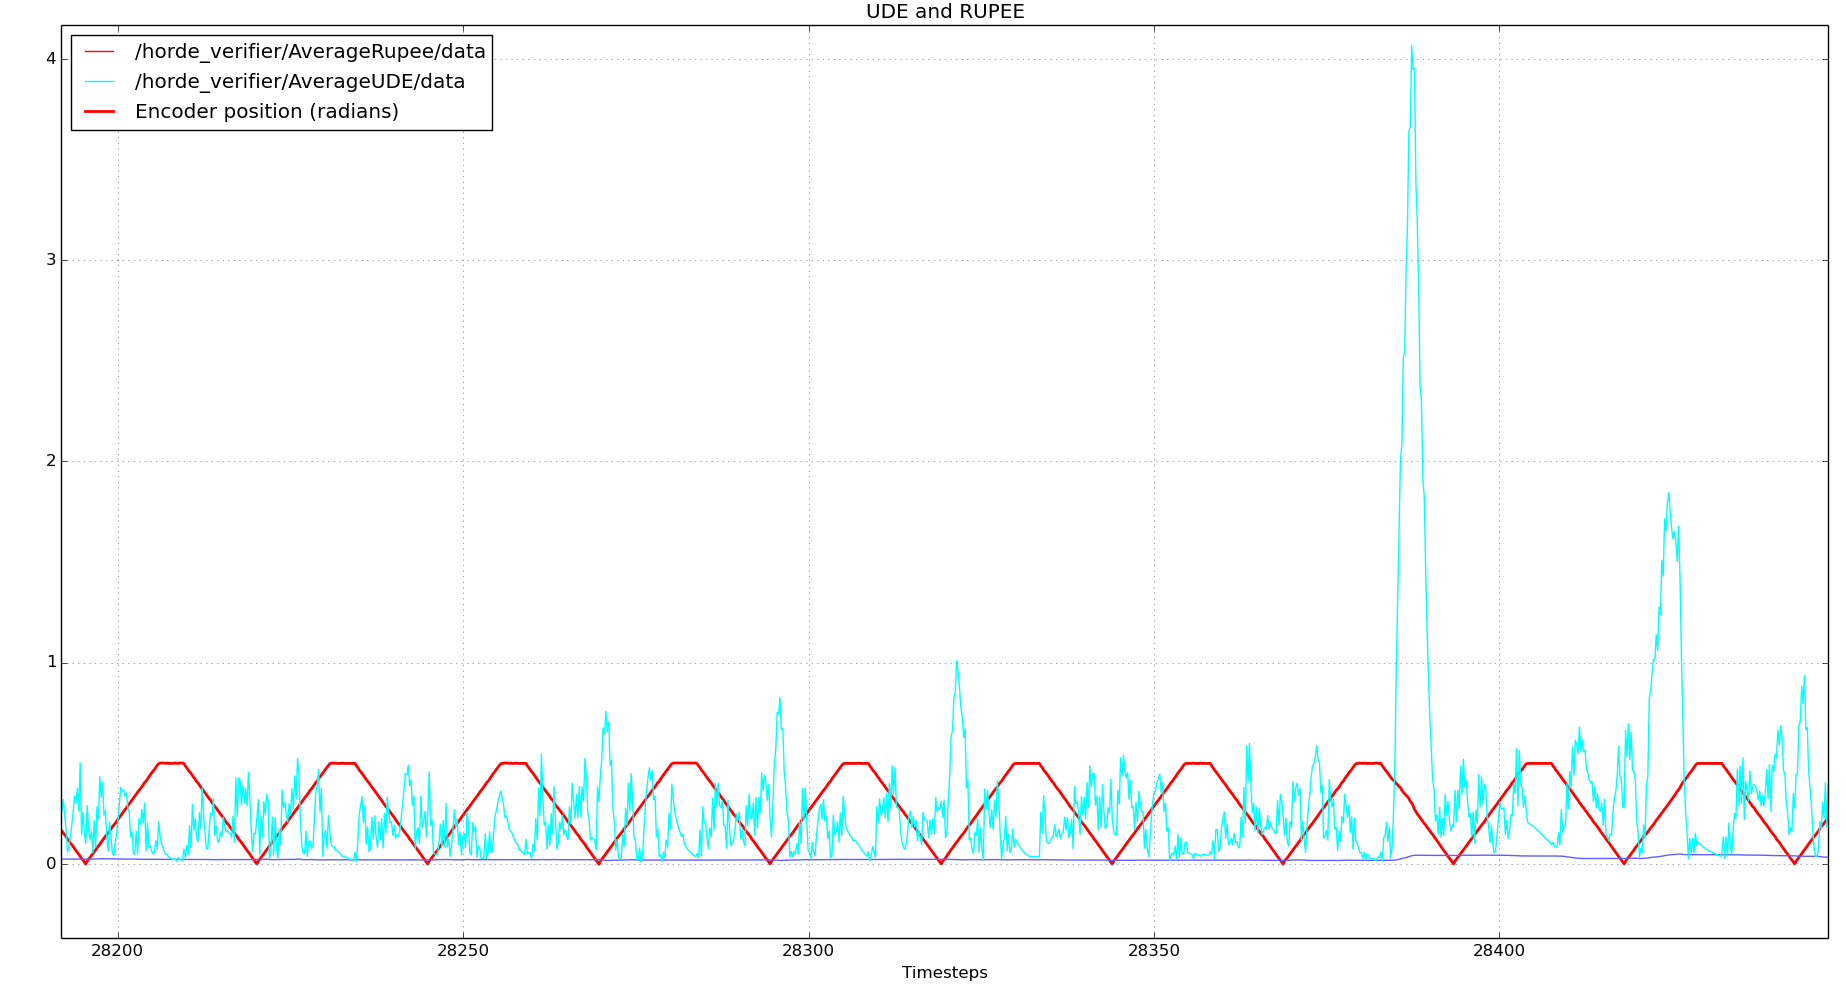 UDE and RUPEE
/horde_verifier/AverageRupee/data
/horde_verifier/AverageUDE/data
Encoder position (radians)
4
3
2
1
0
28200 28250 28300 28350 28400
Timesteps